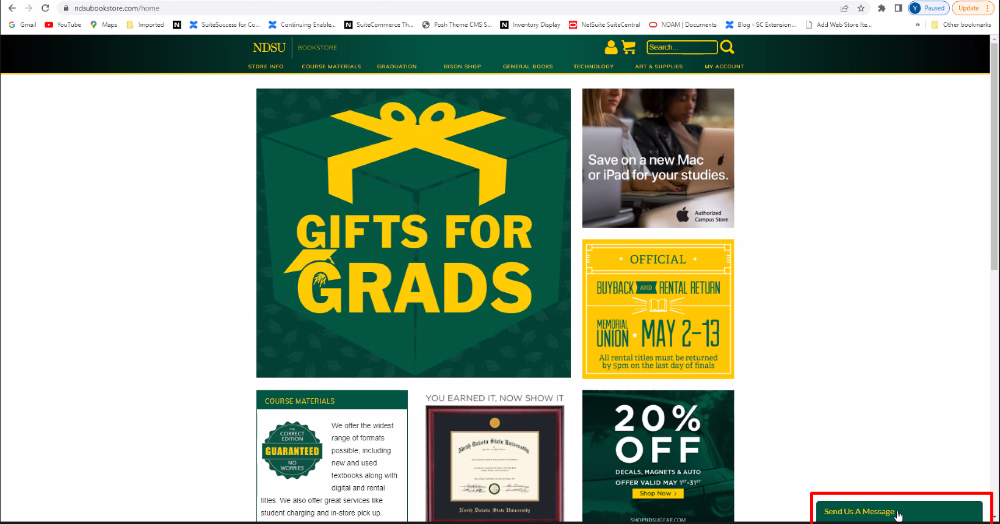 ndsubookstore.com/home
Y Paused Update
Gmail YouTube Maps Imported N SuiteSuccess for Co... Continuing Enable... N SuiteCommerce Th... Posh Theme CMS S... N Inventory Display NetSuite SuiteCentral NOAM | Documents Blog - SC Extension... Add Web Store Ite... » Other bookmarks
NDSU BOOKSTORE
Search...
STORE INFO COURSE MATERIALS GRADUATION BISON SHOP GENERAL BOOKS TECHNOLOGY ART & SUPPLIES MY ACCOUNT
GIFTS FOR
GRADS
Save on a new Mac
or iPad for your studies.
Authorized
Campus Store
OFFICIAL
BUYBACK AND RENTAL RETURN
MEMORIAL
UNION
MAY 2-13
All rental titles must be returned
by 5pm on the last day of finals
COURSE MATERIALS
THE
CORRECT
EDITION
GUARANTEED
NO
WORRIES
We offer the widest
range of formats
possible, including
new and used
textbooks along with
digital and rental
titles. We also offer great services like
student charging and in-store pick up.
YOU EARNED IT, NOW SHOW IT
North Dakota State University
North Dakota State University
20%
OFF
DECALS, MAGNETS & AUTO
OFFER VALID MAY 1ST-31ST
Shop Now >
SHOPNDSUGEAR.COM
Send Us A Message